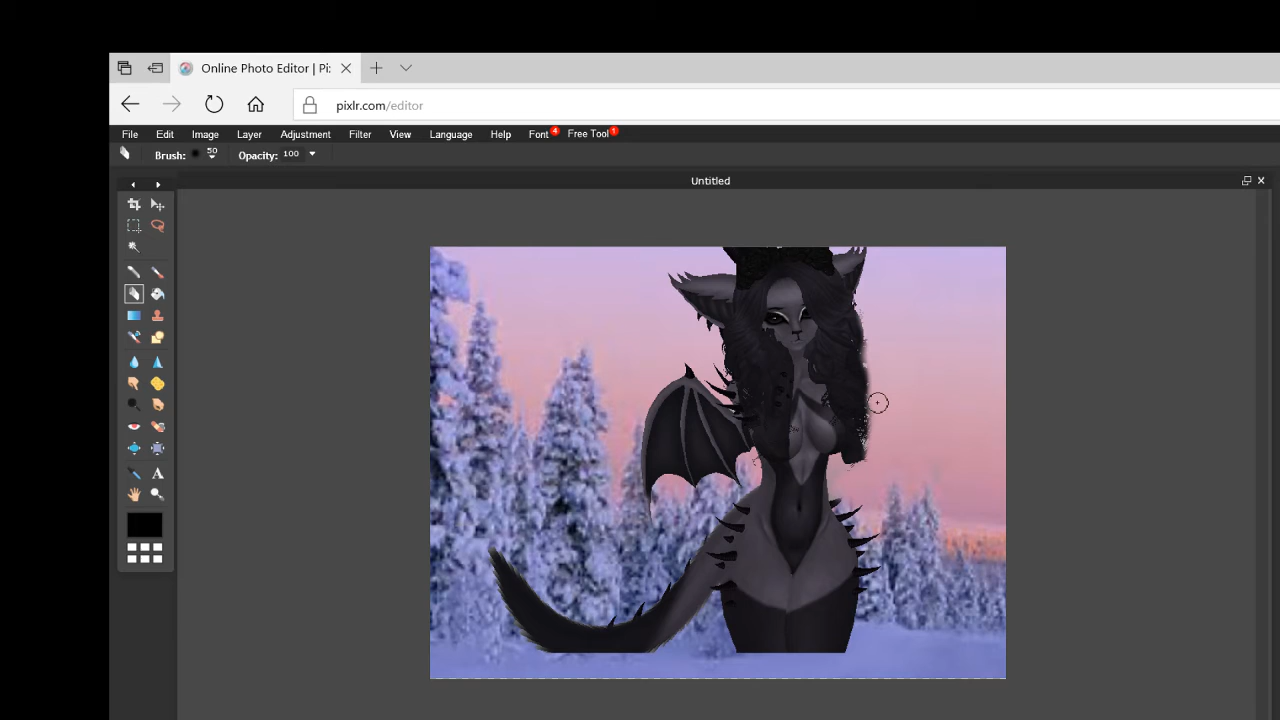 Online Photo Editor | Pi:
pixlr.com/editor
File Edit Image Layer Adjustment Filter View Language Help Font 4 Free Tool 1
Brush: 50 Opacity: 100
Untitled
A